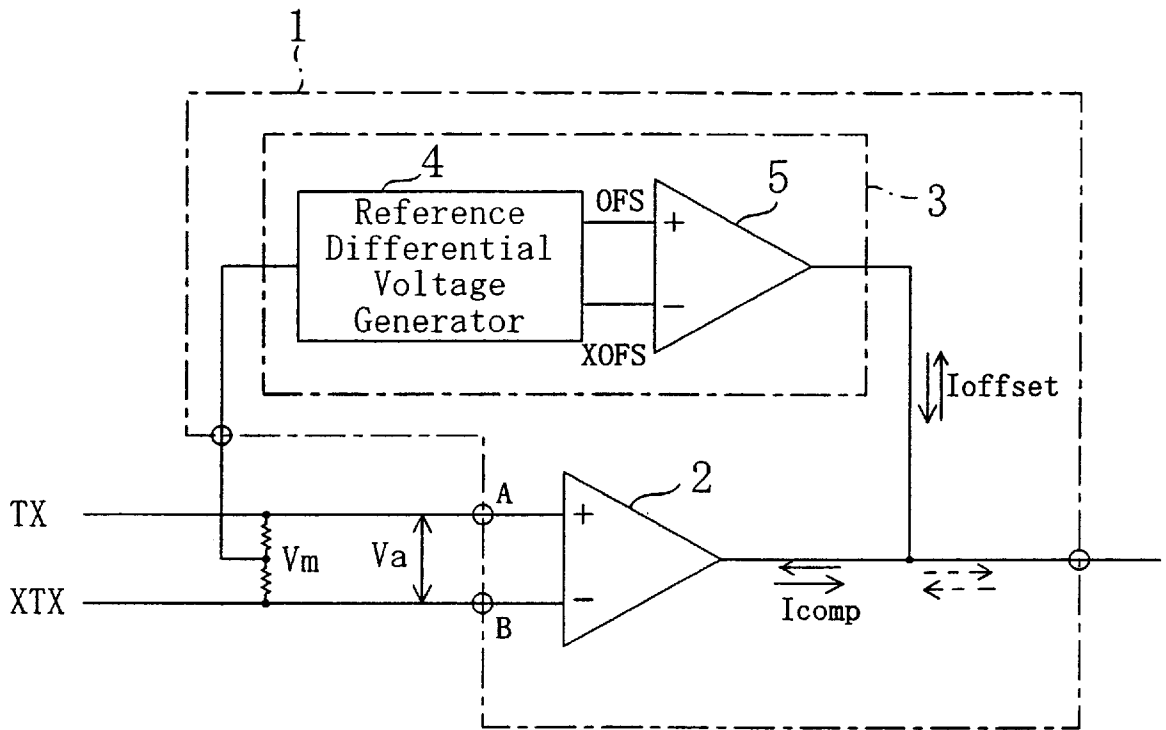 1
4
Reference
Differential
Voltage
Generator
OFS
XOFS
+
−
5
3
Ioffset
TX
XTX
Vm
Va
A
B
+
−
2
Icomp